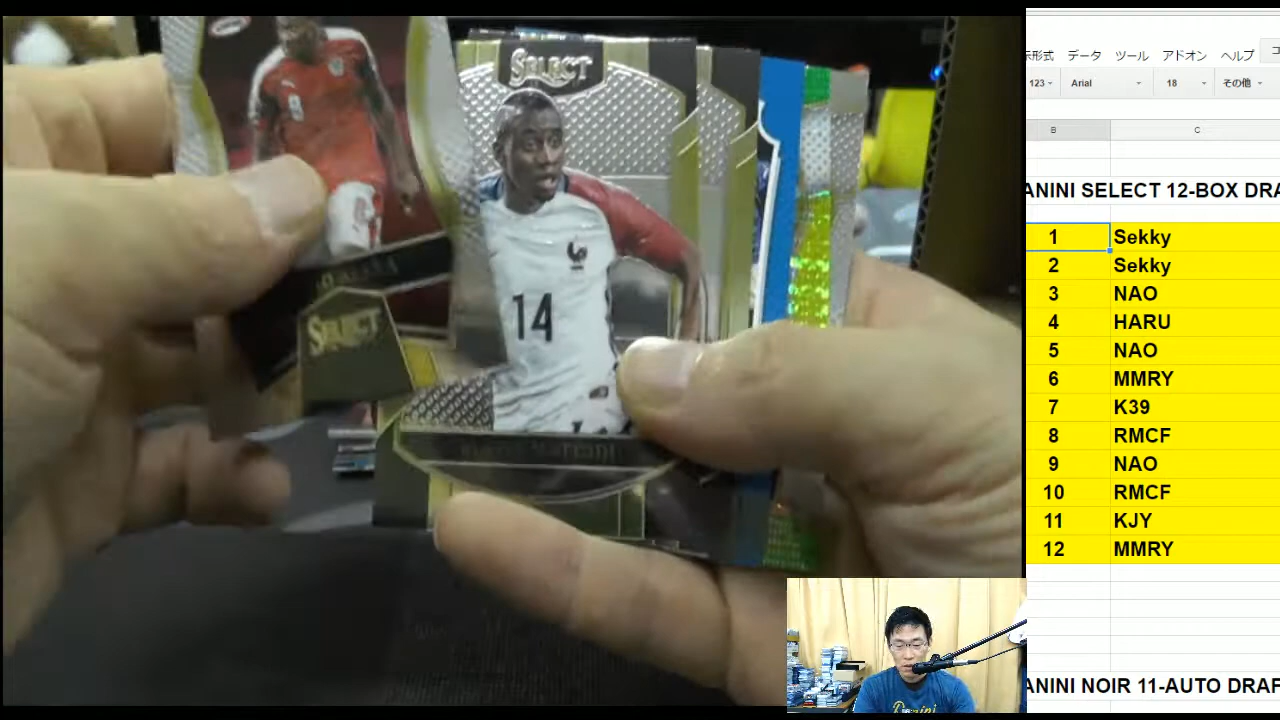 SELECT
8
14
SELECT
示形式 データ ツール アドオン ヘルプ コ
123 Arial 18 その他
B C
ANINI SELECT 12-BOX DRA
1 Sekky
2 Sekky
3 NAO
4 HARU
5 NAO
6 MMRY
7 K39
8 RMCF
9 NAO
10 RMCF
11 KJY
12 MMRY
ANINI NOIR 11-AUTO DRAF
Panini